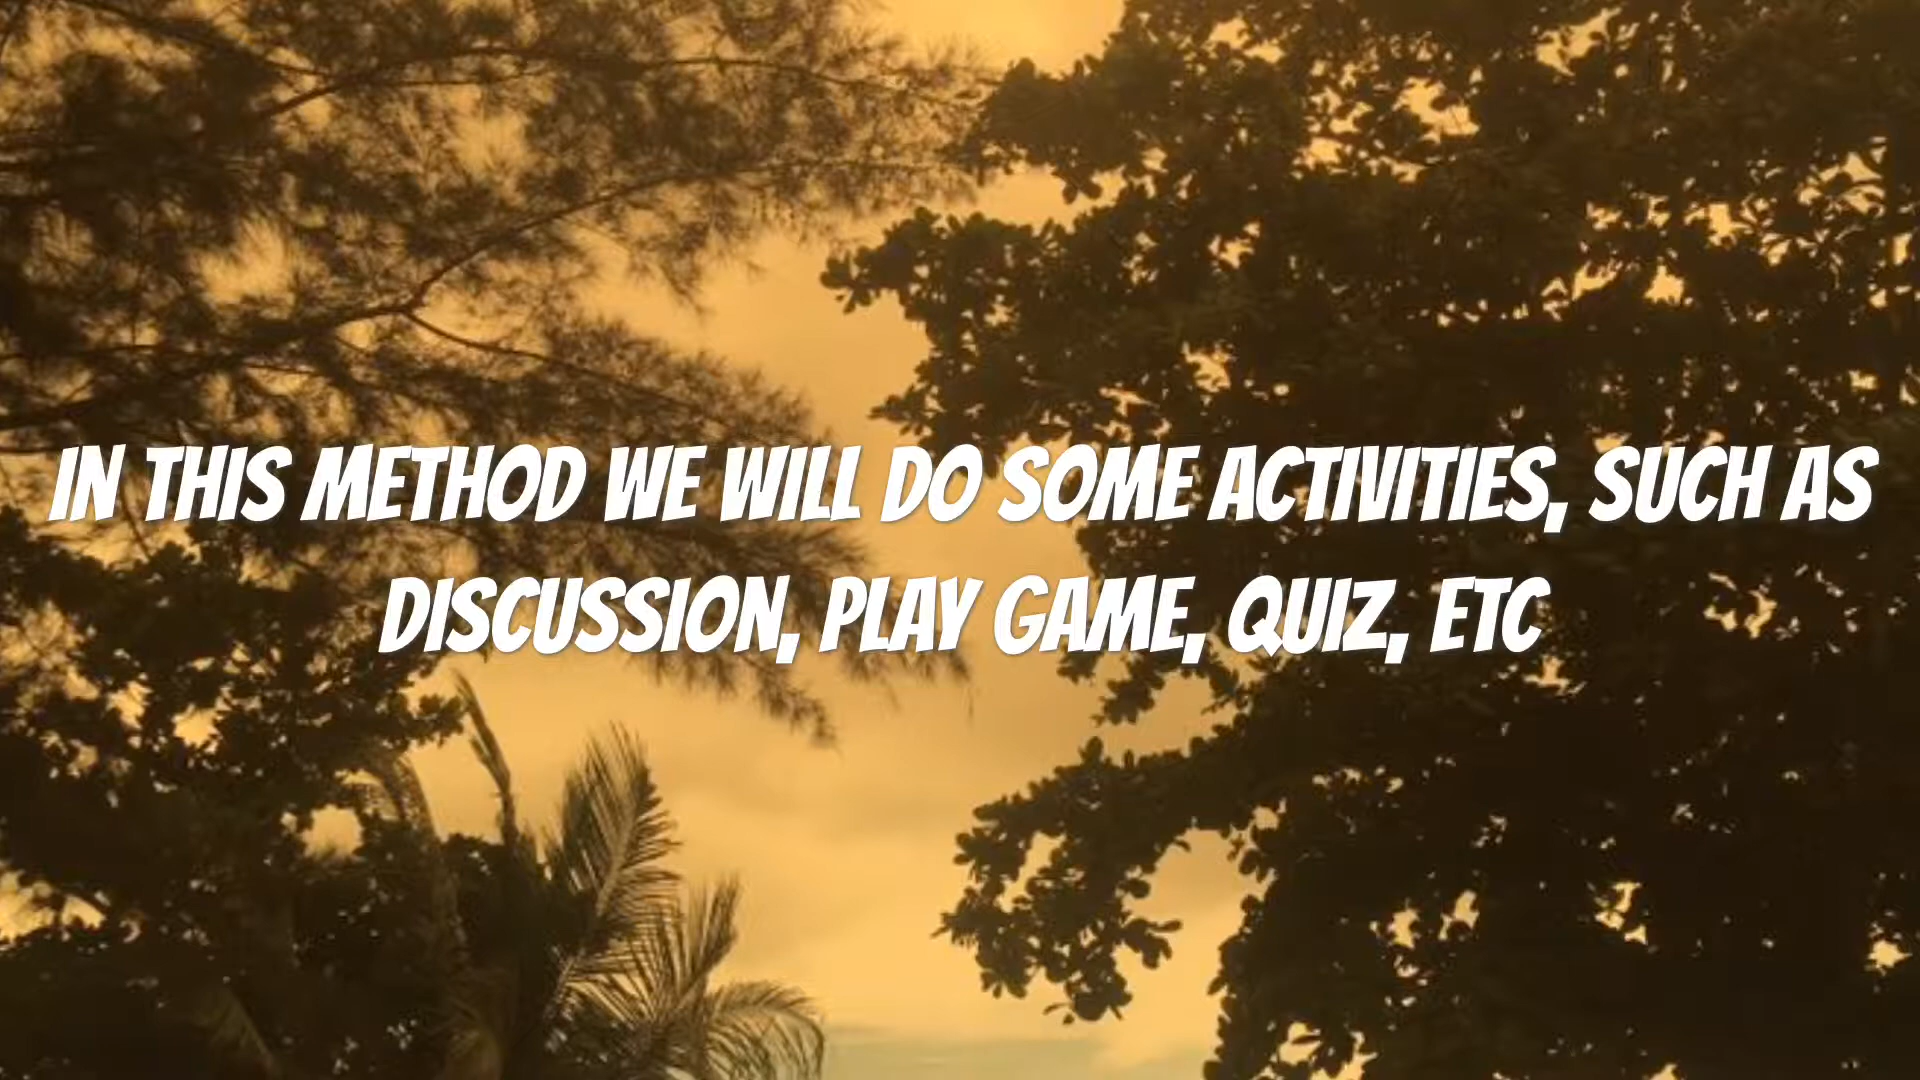 IN THIS METHOD WE WILL DO SOME ACTIVITIES, SUCH AS
DISCUSSION, PLAY GAME, QUIZ, ETC